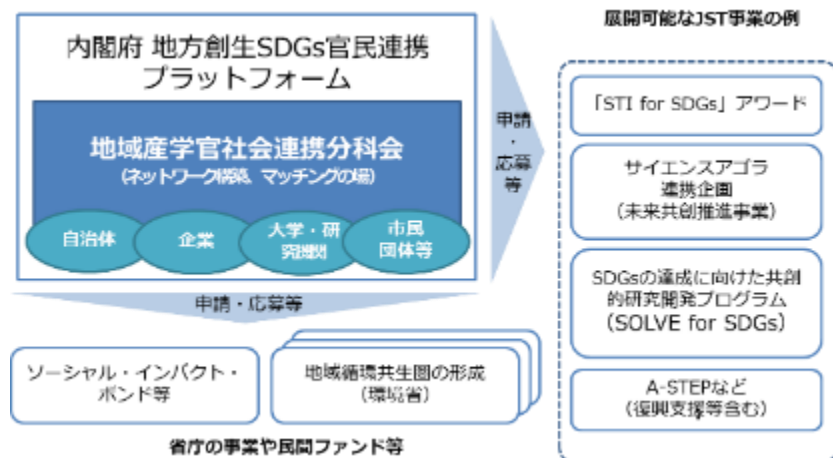 内閣府 地方創生SDGs官民連携
プラットフォーム
地域産学官社会連携分科会
(ネットワーク構築、マッチングの場)
自治体
企業
大学・研
究機関
市民
団体等
申請・応募等
ソーシャル・インパクト・
ボンド等
地域循環共生圏の形成
(環境省)
省庁の事業や民間ファンド等
申請
・
応募
等
展開可能なJST事業の例
「STI for SDGs」アワード
サイエンスアゴラ
連携企画
(未来共創推進事業)
SDGsの達成に向けた共創
的研究開発プログラム
(SOLVE for SDGs)
A-STEPなど
(復興支援等含む)